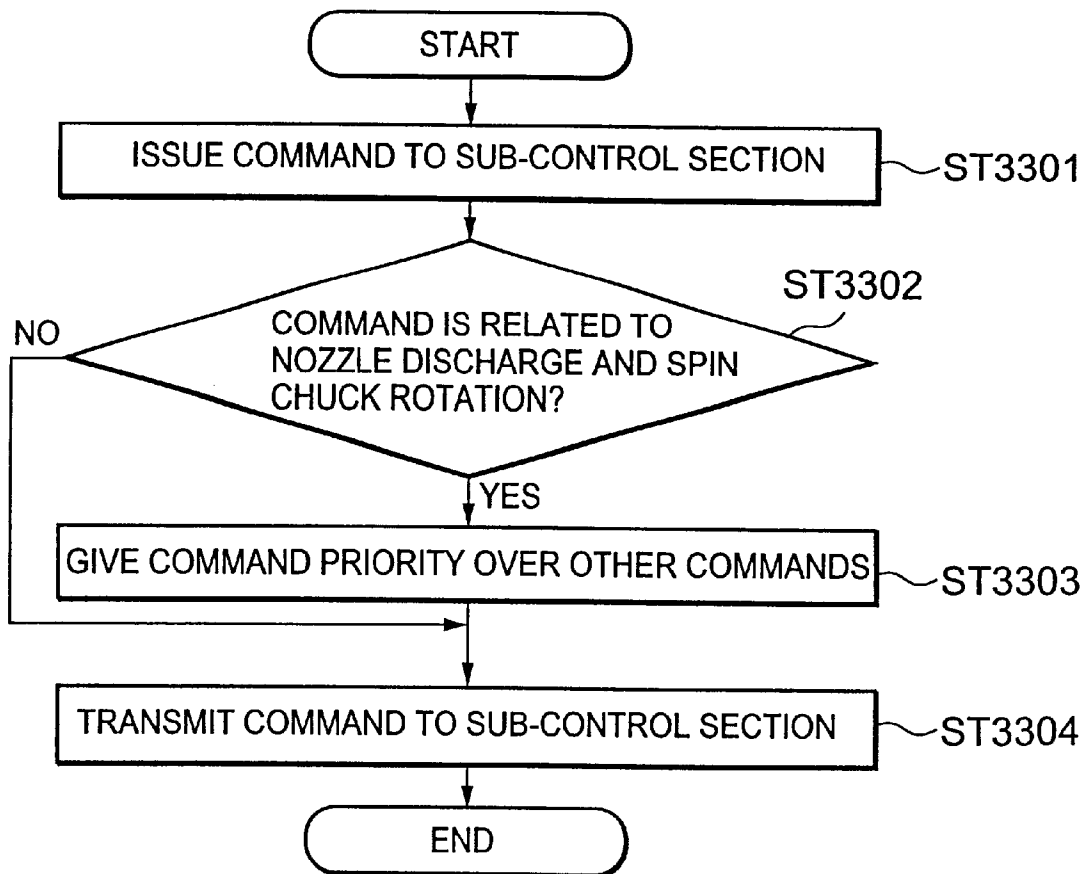 START
ISSUE COMMAND TO SUB-CONTROL SECTION
ST3301
ST3302
NO
COMMAND IS RELATED TO
NOZZLE DISCHARGE AND SPIN
CHUCK ROTATION?
YES
GIVE COMMAND PRIORITY OVER OTHER COMMANDS
ST3303
TRANSMIT COMMAND TO SUB-CONTROL SECTION
ST3304
END